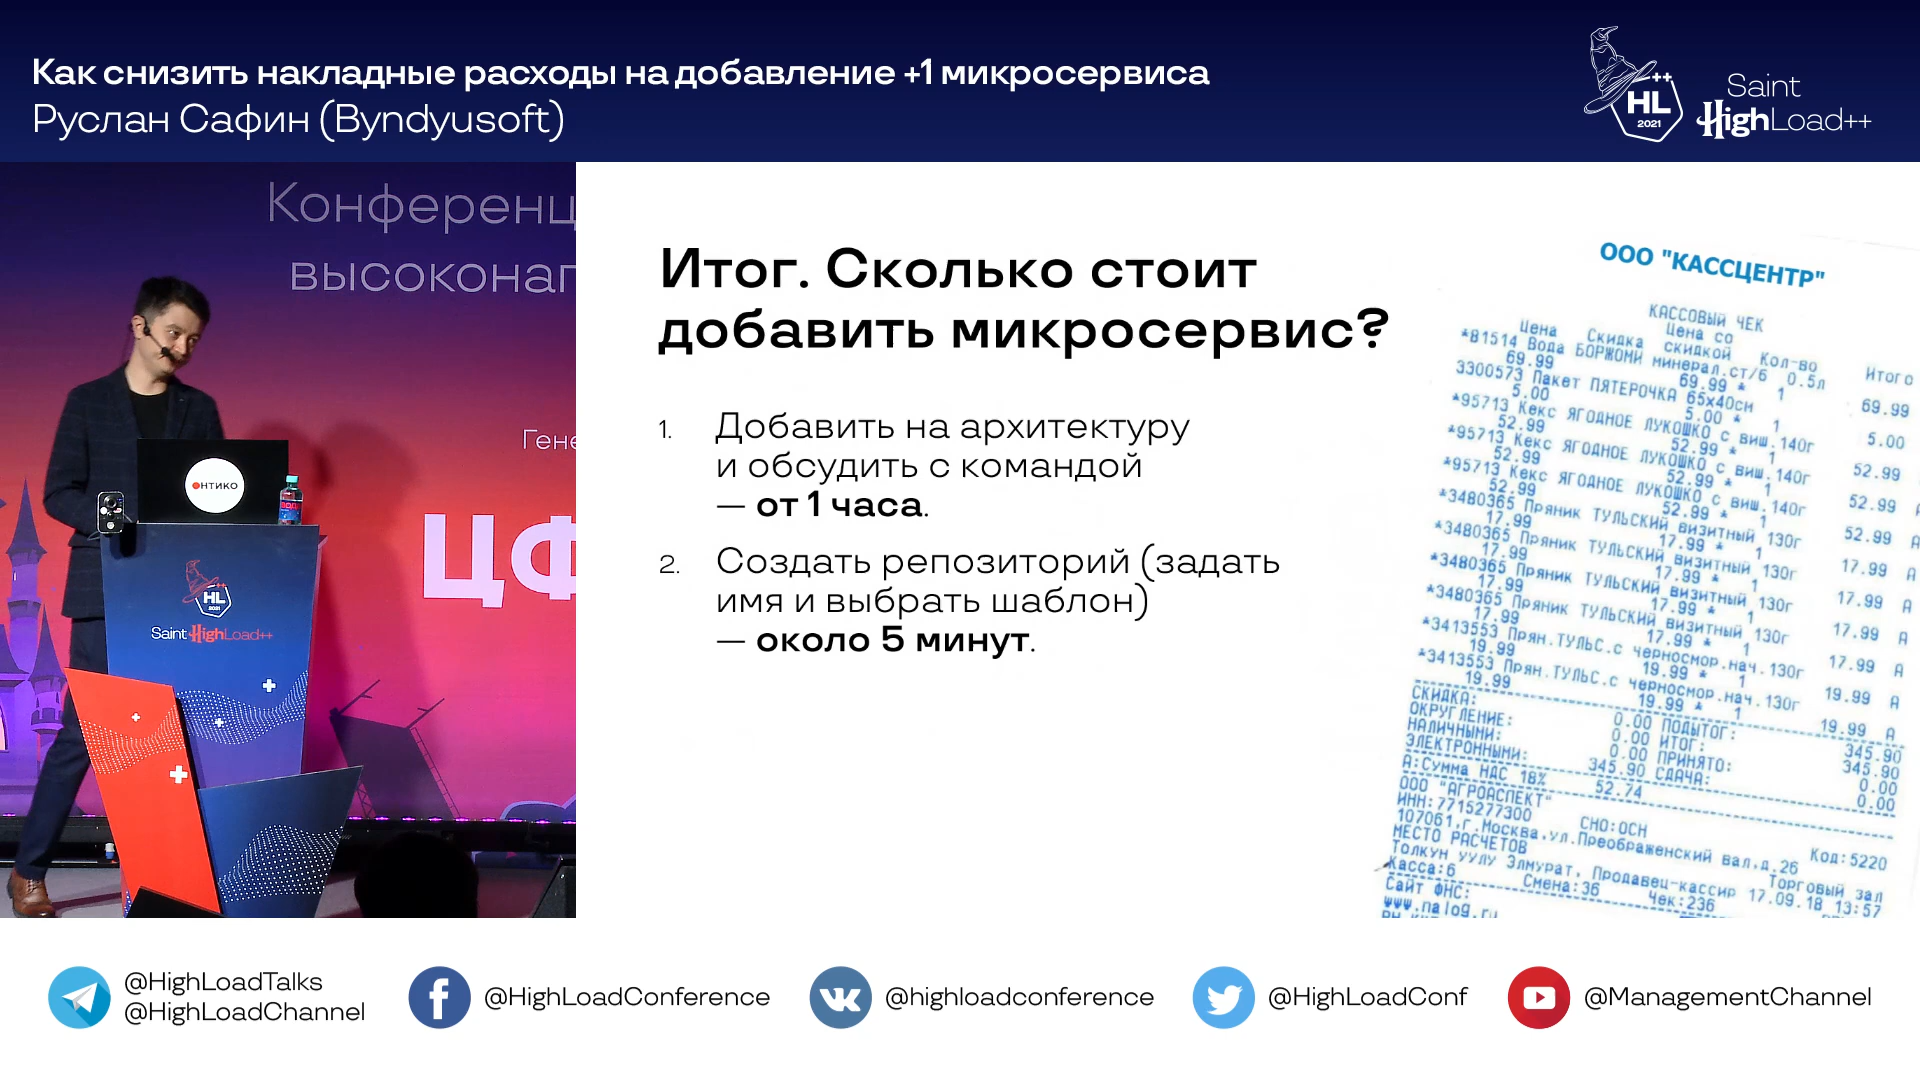 Как снизить накладные расходы на добавление +1 микросервиса
Руслан Сафин (Byndyusoft)
HL
2021
Saint
HighLoad++
Конференц
высоконаг
Гене
ЦФ
ОНТИКО
HL
2021
Saint HighLoad++
Итог. Сколько стоит
добавить микросервис?
1. Добавить на архитектуру
и обсудить с командой
— от 1 часа.
2. Создать репозиторий (задать
имя и выбрать шаблон)
— около 5 минут.
ООО "КАССЦЕНТР"
КАССОВЫЙ ЧЕК
Цена Скидка Цена со скидкой Кол-во Итого
*81514 Вода БОРЖОМИ минерал.ст/б 0.5л
69.99 69.99 * 1 69.99
3300573 Пакет ПЯТЕРОЧКА 65х40см
5.00 5.00 * 1 5.00
*95713 Кекс ЯГОДНОЕ ЛУКОШКО с виш.140г
52.99 52.99 * 1 52.99
*95713 Кекс ЯГОДНОЕ ЛУКОШКО с виш.140г
52.99 52.99 * 1 52.99
*95713 Кекс ЯГОДНОЕ ЛУКОШКО с виш.140г
52.99 52.99 * 1 52.99 А
*3480365 Пряник ТУЛЬСКИЙ визитный 130г
17.99 17.99 * 1 17.99 А
*3480365 Пряник ТУЛЬСКИЙ визитный 130г
17.99 17.99 * 1 17.99 А
*3480365 Пряник ТУЛЬСКИЙ визитный 130г
17.99 17.99 * 1 17.99 А
*3480365 Пряник ТУЛЬСКИЙ визитный 130г
17.99 17.99 * 1 17.99 А
*3413553 Прян.ТУЛЬС.с черносмор.нач.130г
19.99 19.99 * 1 19.99 А
*3413553 Прян.ТУЛЬС.с черносмор.нач.130г
19.99 19.99 * 1 19.99 А
СКИДКА: 0.00 ПОДЫТОГ: 345.90
ОКРУГЛЕНИЕ: 0.00 ИТОГ: 345.90
НАЛИЧНЫМИ: 0.00 ПРИНЯТО: 0.00
ЭЛЕКТРОННЫМИ: 345.90 СДАЧА: 0.00
А:Сумма НДС 18% 52.74
ООО "АГРОАСПЕКТ"
ИНН:7715277300 СНО:ОСН
107061,г.Москва,ул.Преображенский вал,д.26 Код:5220
МЕСТО РАСЧЕТОВ Торговый зал
Толкун уулу Элмурат, Продавец-кассир 17.09.18 13:57
Касса:6 Смена:36 Чек:236
Сайт ФНС:
www.nalog.ru
@HighLoadTalks
@HighLoadChannel
@HighLoadConference
@highloadconference
@HighLoadConf
@ManagementChannel